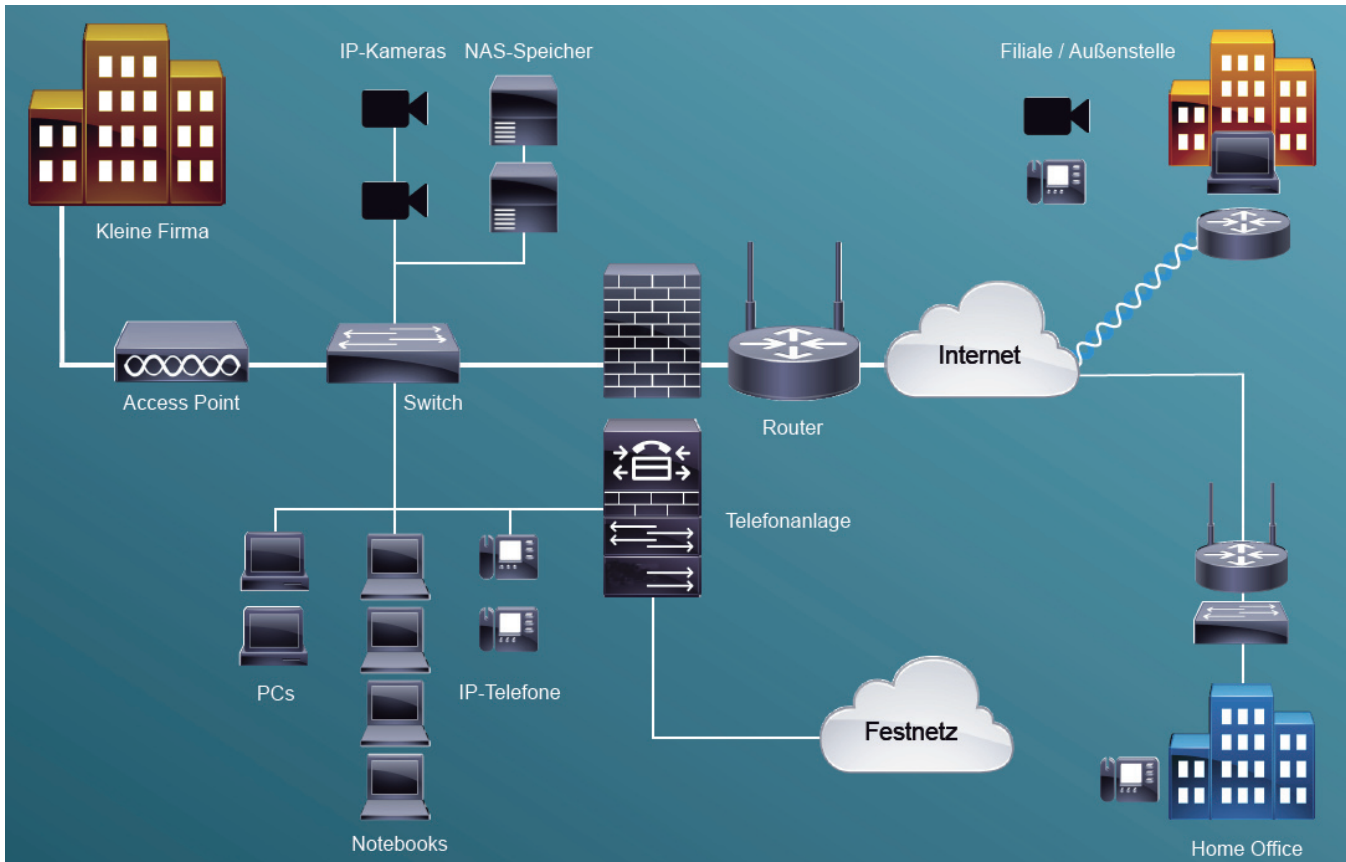 IP-Kameras
NAS-Speicher
Filiale / Außenstelle
Kleine Firma
Internet
Access Point
Switch
Router
Telefonanlage
PCs
IP-Telefone
Festnetz
Notebooks
Home Office